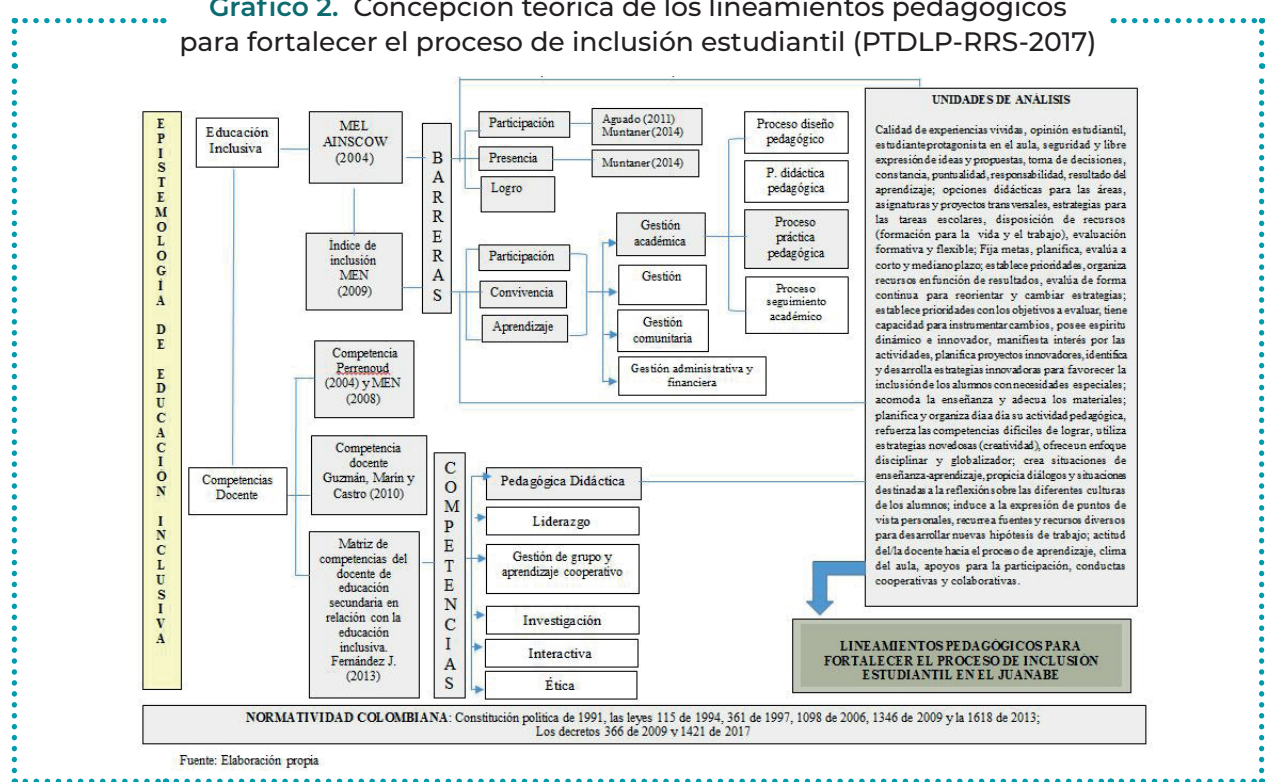 Gráfico 2. Concepción teórica de los lineamientos pedagógicos
para fortalecer el proceso de inclusión estudiantil (PTDLP-RRS-2017)
EPISTEMOLOGÍA DE EDUCACIÓN INCLUSIVA
Educación
Inclusiva
Competencias
Docente
MEL
AINSCOW
(2004)
Índice de
inclusión
MEN
(2009)
Competencia
Perrenoud
(2004) y MEN
(2008)
Competencia
docente
Guzmán, Marín y
Castro (2010)
Matriz de
competencias del
docente de
educación
secundaria en
relación con la
educación
inclusiva.
Fernández J.
(2013)
BARRERAS
Participación
Presencia
Logro
Aguado (2011)
Muntaner (2014)
Muntaner (2014)
Participación
Convivencia
Aprendizaje
Gestión
académica
Gestión
Gestión
comunitaria
Gestión administrativa y
financiera
Proceso diseño
pedagógico
P. didáctica
pedagógica
Proceso
práctica
pedagógica
Proceso
seguimiento
académico
COMPETENCIAS
Pedagógica Didáctica
Liderazgo
Gestión de grupo y
aprendizaje cooperativo
Investigación
Interactiva
Ética
UNIDADES DE ANÁLISIS
Calidad de experiencias vividas, opinión estudiantil,
estudiante protagonista en el aula, seguridad y libre
expresión de ideas y propuestas, toma de decisiones,
constancia, puntualidad, responsabilidad, resultado del
aprendizaje; opciones didácticas para las áreas,
asignaturas y proyectos transversales, estrategias para
las tareas escolares, disposición de recursos
(formación para la vida y el trabajo), evaluación
formativa y flexible; Fija metas, planifica, evalúa a
corto y mediano plazo; establece prioridades, organiza
recursos en función de resultados, evalúa de forma
continua para reorientar y cambiar estrategias;
establece prioridades con los objetivos a evaluar, tiene
capacidad para instrumentar cambios, posee espíritu
dinámico e innovador, manifiesta interés por las
actividades, planifica proyectos innovadores, identifica
y desarrolla estrategias innovadoras para favorecer la
inclusión de los alumnos con necesidades especiales;
acomoda la enseñanza y adecua los materiales;
planifica y organiza día a día su actividad pedagógica,
refuerza las competencias difíciles de lograr, utiliza
estrategias novedosas (creatividad), ofrece un enfoque
disciplinar y globalizador; crea situaciones de
enseñanza-aprendizaje, propicia diálogos y situaciones
destinadas a la reflexión sobre las diferentes culturas
de los alumnos; induce a la expresión de puntos de
vista personales, recurre a fuentes y recursos diversos
para desarrollar nuevas hipótesis de trabajo; actitud
del/la docente hacia el proceso de aprendizaje, clima
del aula, apoyos para la participación, conductas
cooperativas y colaborativas.
LINEAMIENTOS PEDAGÓGICOS PARA
FORTALECER EL PROCESO DE INCLUSIÓN
ESTUDIANTIL EN EL JUANABE
NORMATIVIDAD COLOMBIANA: Constitución política de 1991, las leyes 115 de 1994, 361 de 1997, 1098 de 2006, 1346 de 2009 y la 1618 de 2013;
Los decretos 366 de 2009 y 1421 de 2017
Fuente: Elaboración propia